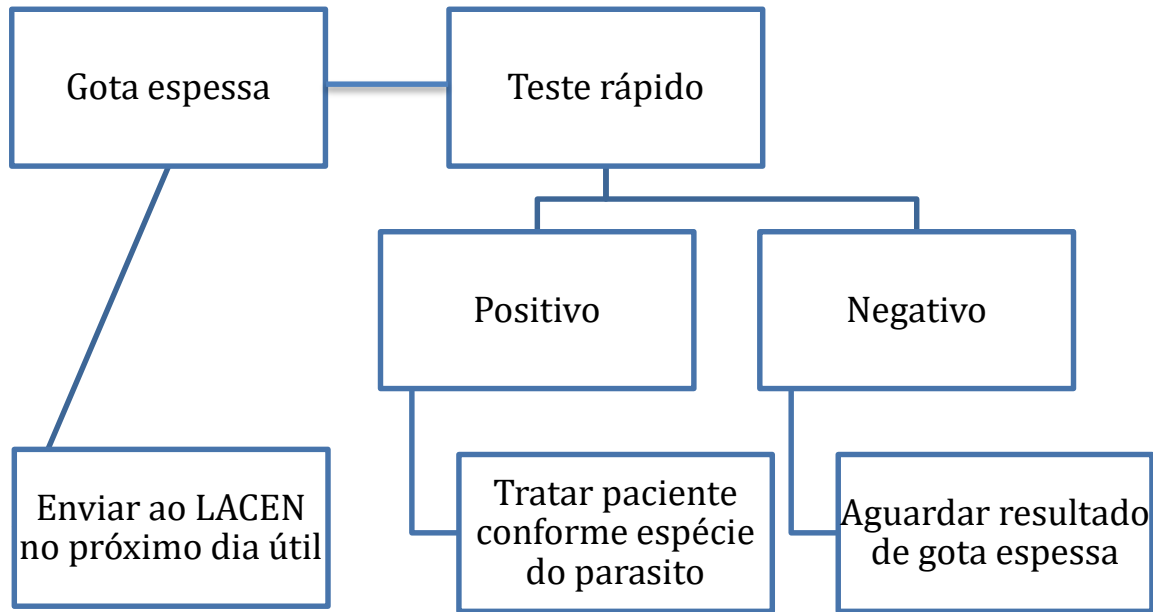 Gota espessa
Teste rápido
Positivo
Negativo
Enviar ao LACEN
no próximo dia útil
Tratar paciente
conforme espécie
do parasito
Aguardar resultado
de gota espessa